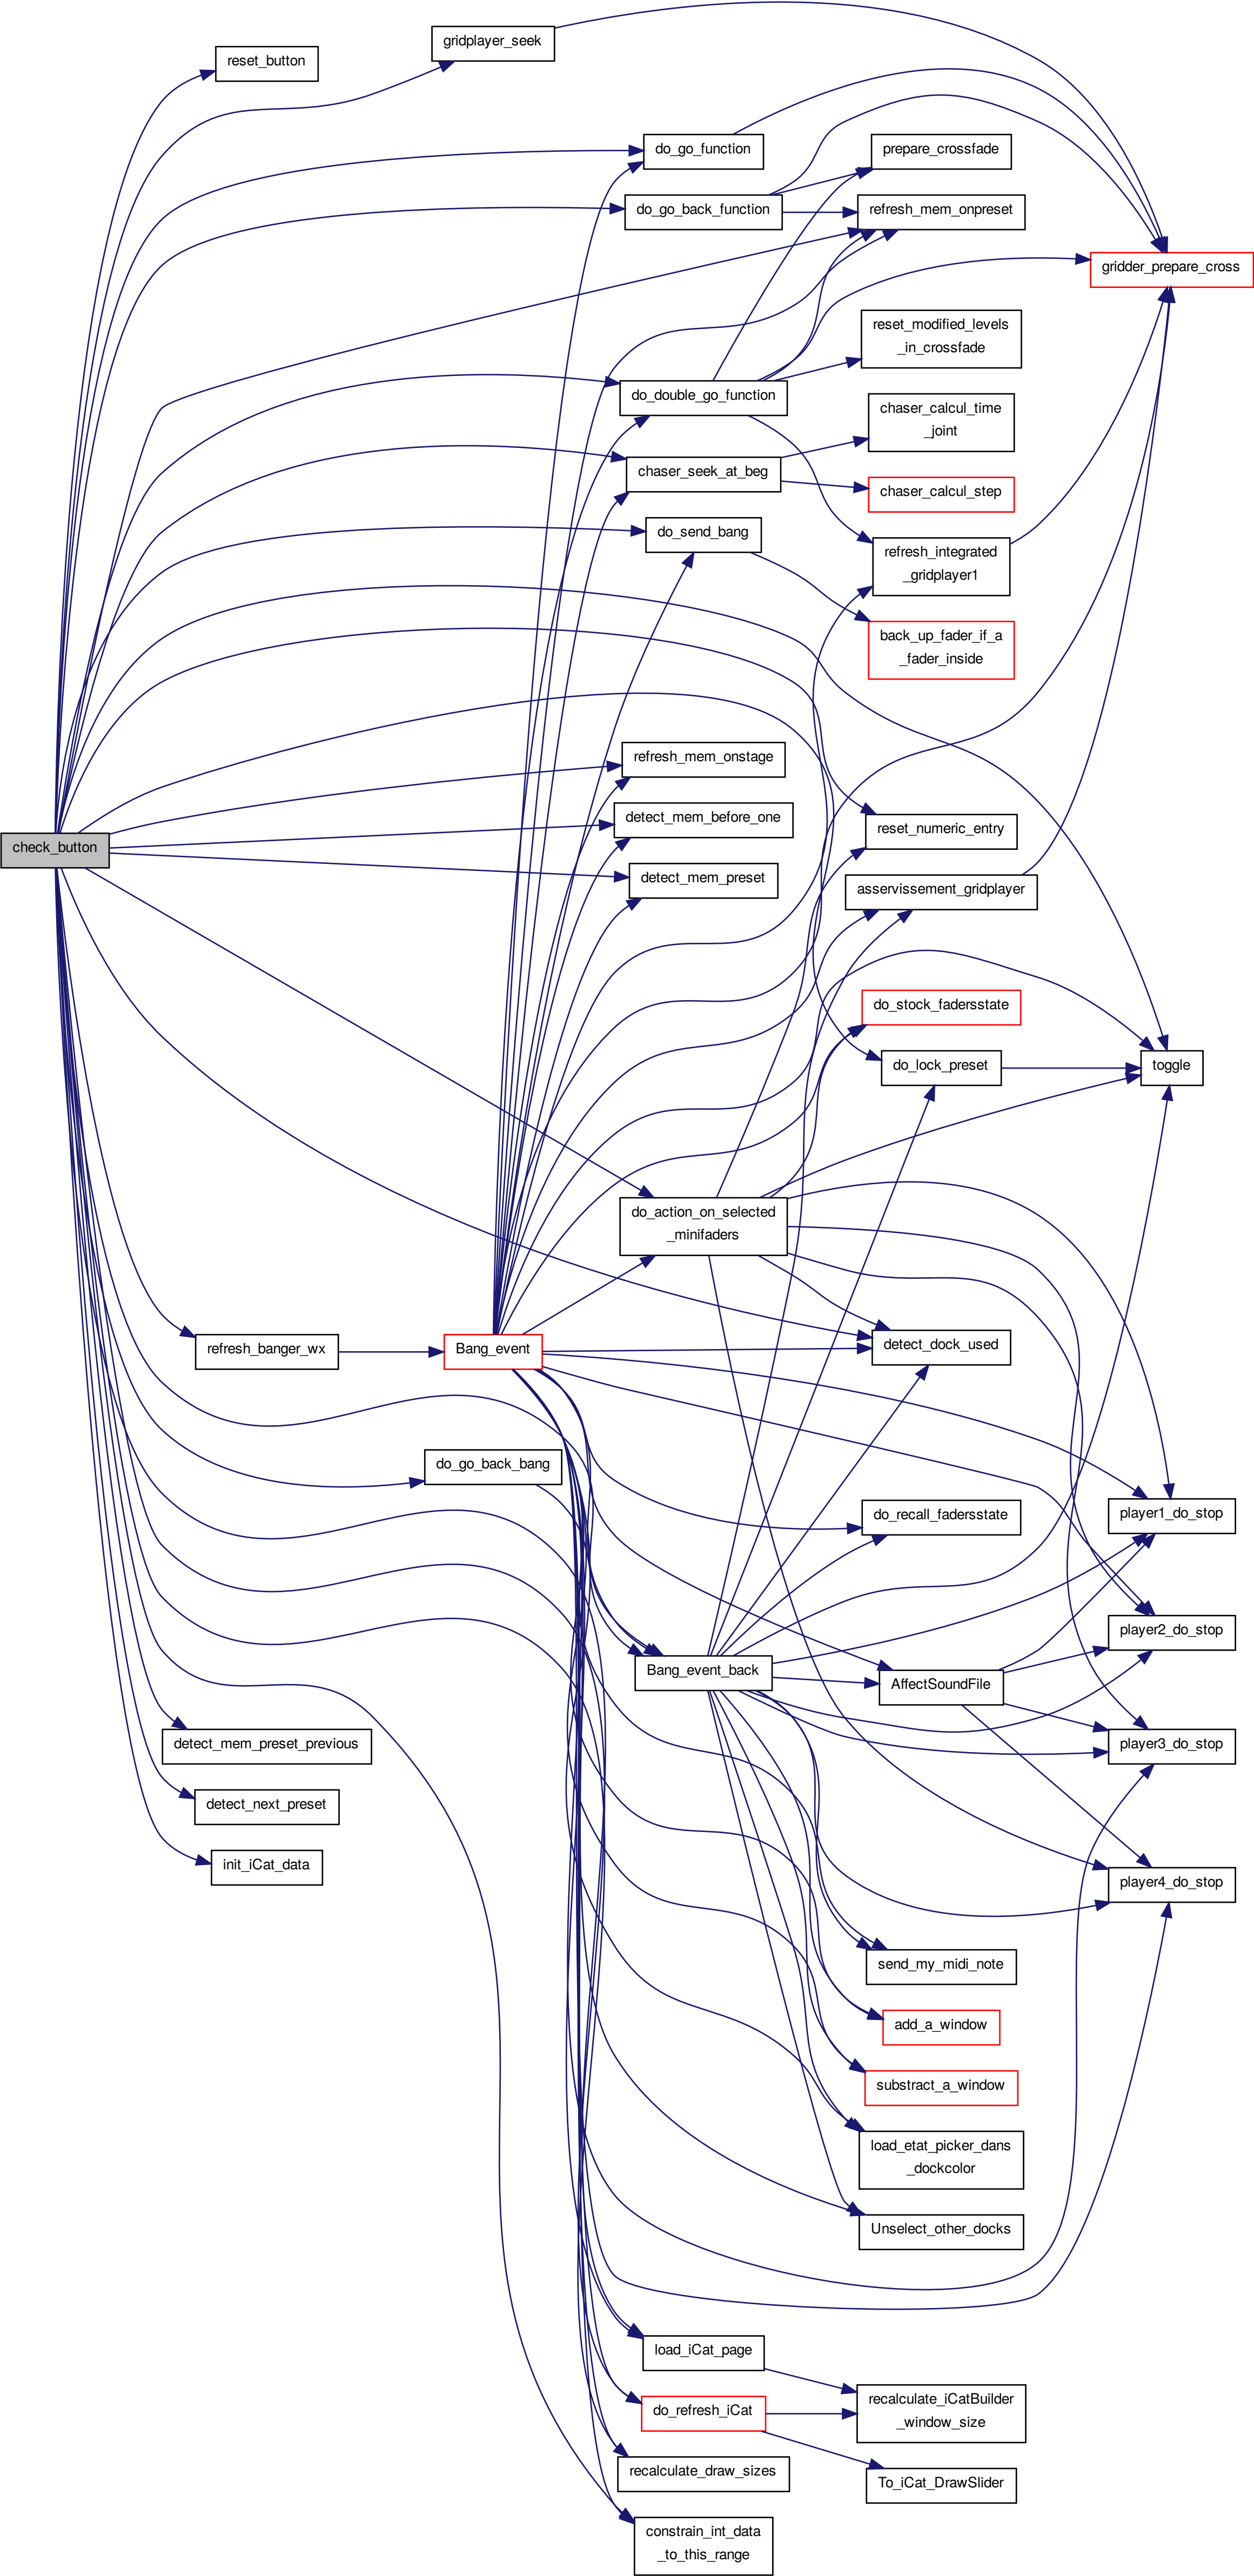 gridplayer_seek
reset_button
do_go_function
prepare_crossfade
do_go_back_function
refresh_mem_onpreset
gridder_prepare_cross
reset_modified_levels
_in_crossfade
do_double_go_function
chaser_calcul_time
_joint
chaser_seek_at_beg
chaser_calcul_step
do_send_bang
refresh_integrated
_gridplayer1
back_up_fader_if_a
_fader_inside
refresh_mem_onstage
detect_mem_before_one
reset_numeric_entry
check_button
detect_mem_preset
asservissement_gridplayer
do_stock_fadersstate
do_lock_preset
toggle
do_action_on_selected
_minifaders
refresh_banger_wx
Bang_event
detect_dock_used
do_go_back_bang
do_recall_fadersstate
player1_do_stop
player2_do_stop
Bang_event_back
AffectSoundFile
detect_mem_preset_previous
player3_do_stop
detect_next_preset
init_iCat_data
player4_do_stop
send_my_midi_note
add_a_window
substract_a_window
load_etat_picker_dans
_dockcolor
Unselect_other_docks
load_iCat_page
recalculate_iCatBuilder
_window_size
do_refresh_iCat
recalculate_draw_sizes
To_iCat_DrawSlider
constrain_int_data
_to_this_range